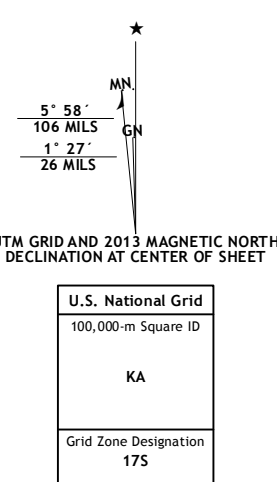 ★
MN.
5° 58´
106 MILS
GN
1° 27´
26 MILS
UTM GRID AND 2013 MAGNETIC NORTH
DECLINATION AT CENTER OF SHEET
U.S. National Grid
100,000-m Square ID
KA
Grid Zone Designation
17S